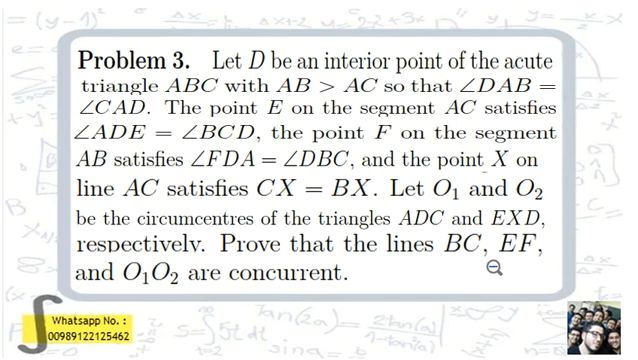 Problem 3. Let D be an interior point of the acute
triangle ABC with AB > AC so that ∠DAB =
∠CAD. The point E on the segment AC satisfies
∠ADE = ∠BCD, the point F on the segment
AB satisfies ∠FDA = ∠DBC, and the point X on
line AC satisfies CX = BX. Let O₁ and O₂
be the circumcentres of the triangles ADC and EXD,
respectively. Prove that the lines BC, EF,
and O₁O₂ are concurrent.
Whatsapp No. :
00989122125462